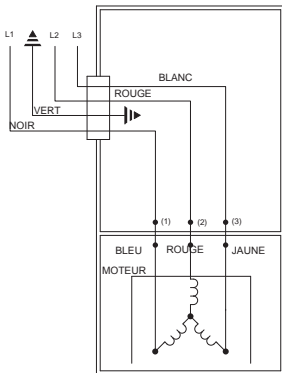 L1 L2 L3
BLANC
ROUGE
VERT
NOIR
(1) (2) (3)
BLEU ROUGE JAUNE
MOTEUR